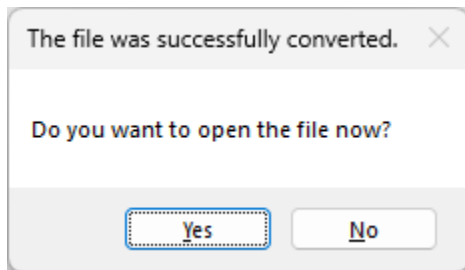 The file was successfully converted.
Do you want to open the file now?
Yes
No